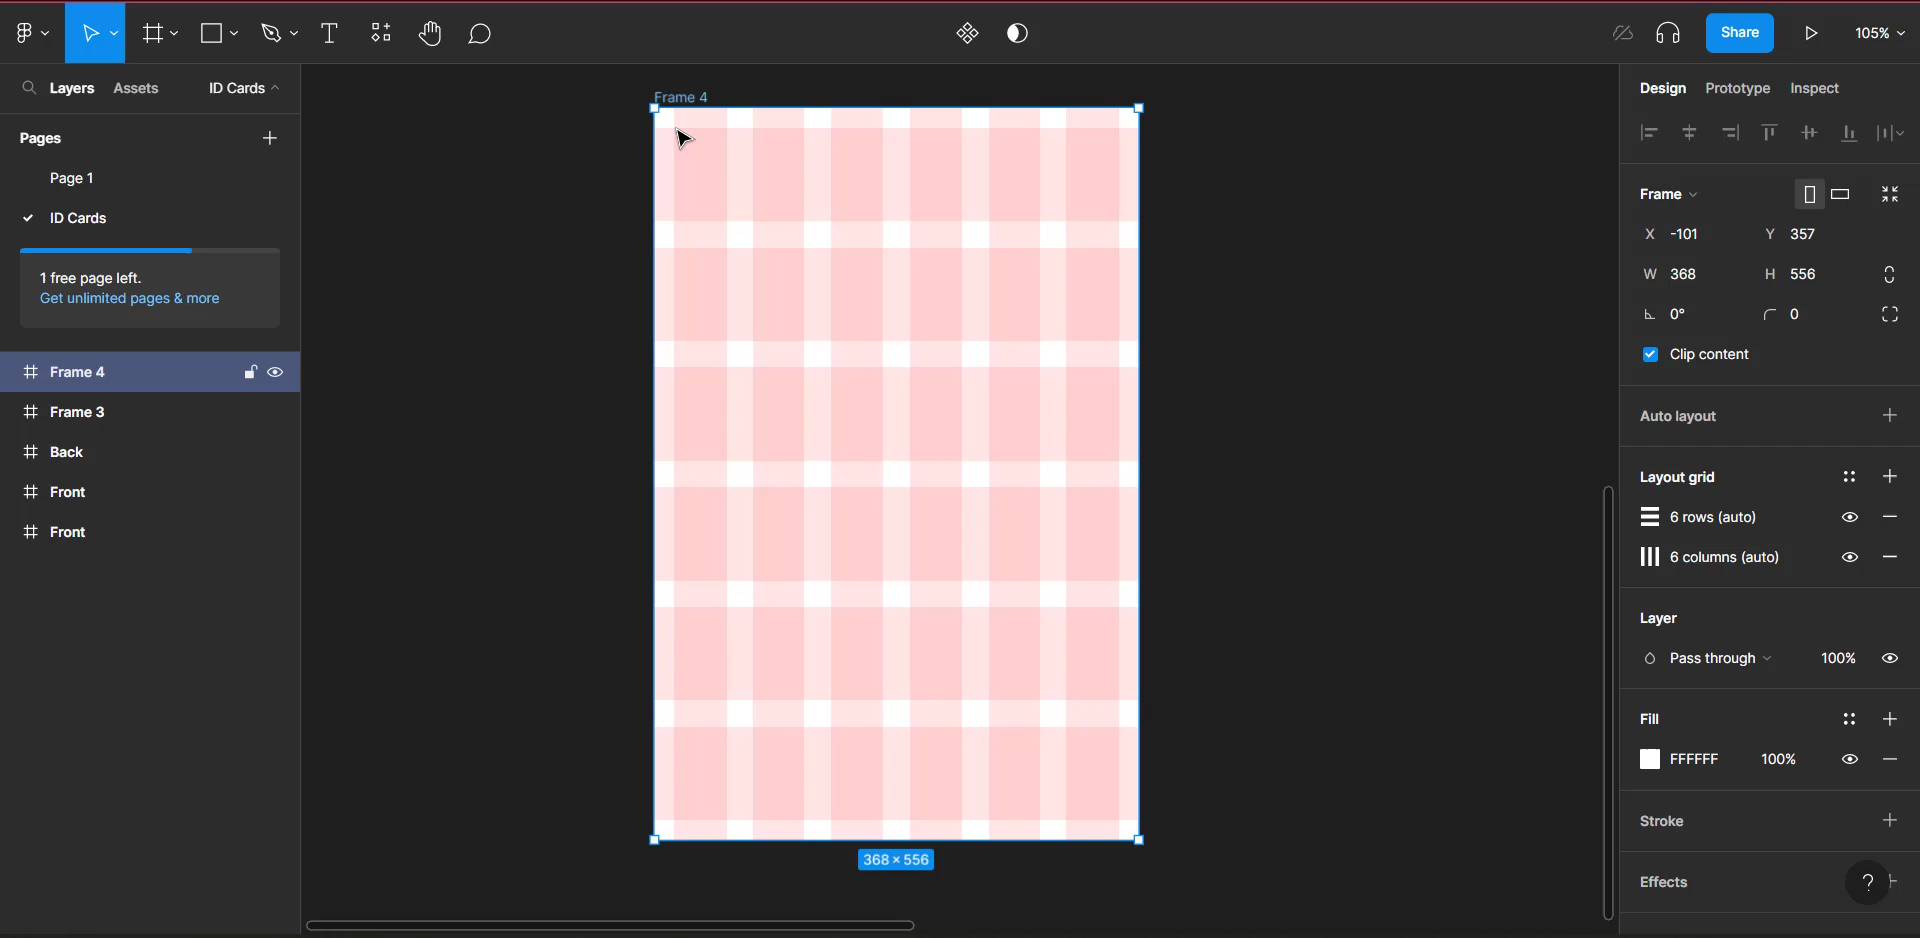 Share
105%
Layers
Assets
ID Cards
Pages
Page 1
ID Cards
1 free page left.
Get unlimited pages & more
Frame 4
Frame 3
Back
Front
Front
Frame 4
368 × 556
Design
Prototype
Inspect
Frame
X -101
Y 357
W 368
H 556
0°
0
Clip content
Auto layout
Layout grid
6 rows (auto)
6 columns (auto)
Layer
Pass through
100%
Fill
FFFFFF
100%
Stroke
Effects
?